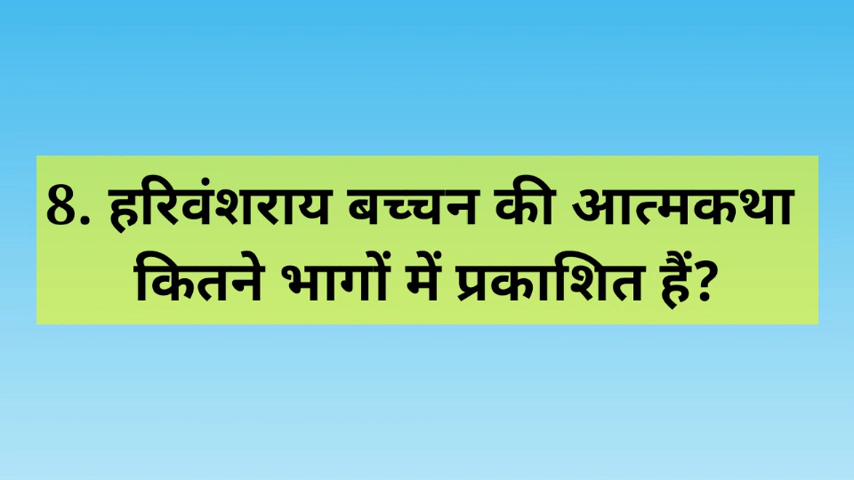 8. हरिवंशराय बच्चन की आत्मकथा
कितने भागों में प्रकाशित हैं?